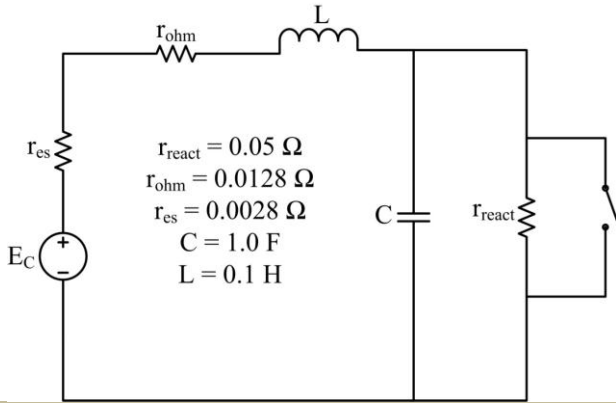 r_ohm
L
r_es
r_react = 0.05 Ω
r_ohm = 0.0128 Ω
r_es = 0.0028 Ω
C = 1.0 F
L = 0.1 H
C
r_react
E_C
+
−